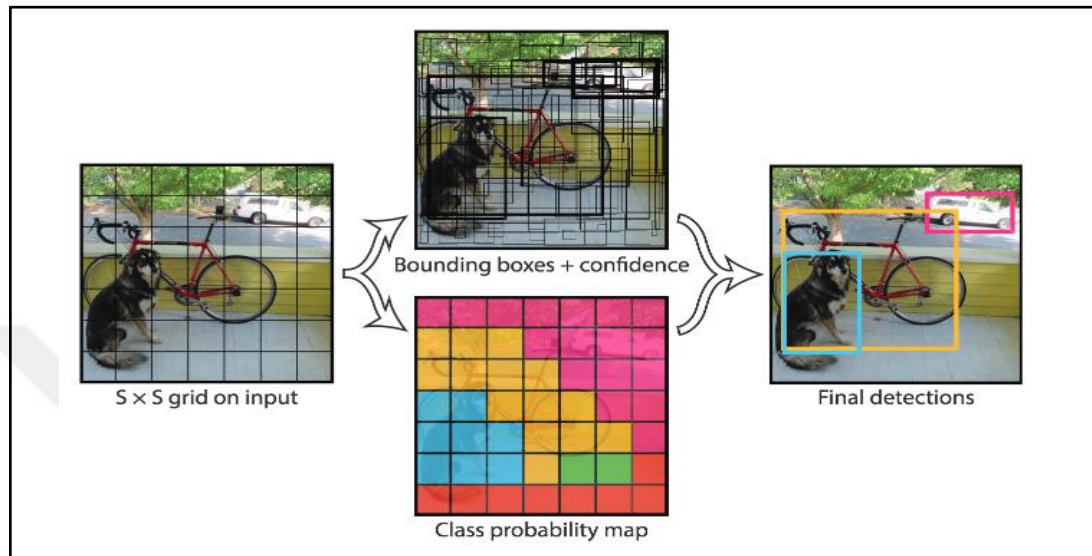 Bounding boxes + confidence
S × S grid on input
Final detections
Class probability map